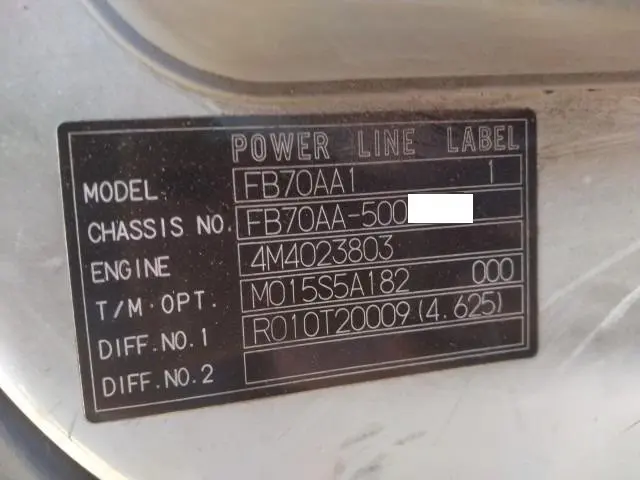 POWER LINE LABEL
MODEL FB70AA1 1
CHASSIS NO. FB70AA-500
ENGINE 4M4023803
T/M·OPT. M015S5A182 000
DIFF.NO.1 R010T20009(4.625)
DIFF.NO.2